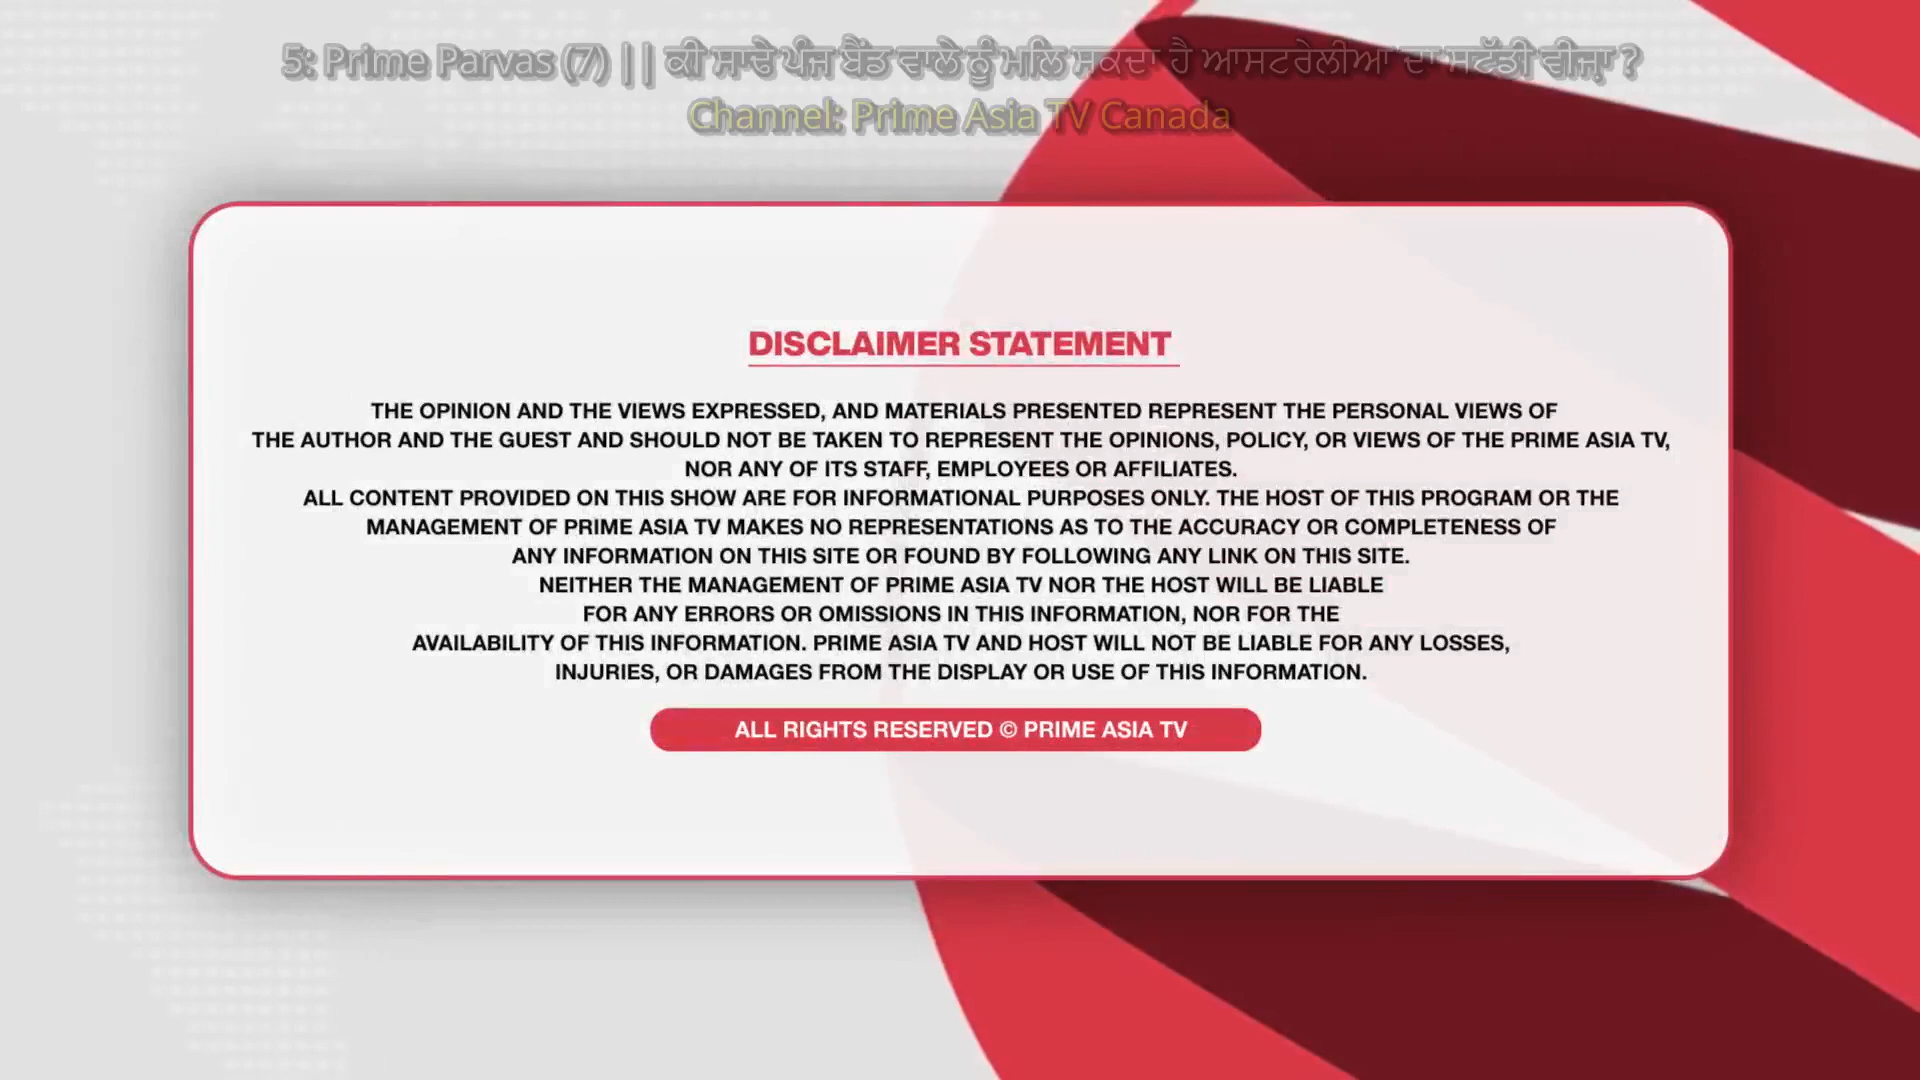 5: Prime Parvas (7) || ਕੀ ਸਾਢੇ ਪੰਜ ਬੈਂਡ ਵਾਲੇ ਨੂੰ ਮਲਿ ਸਕਦਾ ਹੈ ਆਸਟਰੇਲੀਆ ਦਾ ਸਟੱਡੀ ਵੀਜ਼ਾ ?
Channel: Prime Asia TV Canada
DISCLAIMER STATEMENT
THE OPINION AND THE VIEWS EXPRESSED, AND MATERIALS PRESENTED REPRESENT THE PERSONAL VIEWS OF
THE AUTHOR AND THE GUEST AND SHOULD NOT BE TAKEN TO REPRESENT THE OPINIONS, POLICY, OR VIEWS OF THE PRIME ASIA TV,
NOR ANY OF ITS STAFF, EMPLOYEES OR AFFILIATES.
ALL CONTENT PROVIDED ON THIS SHOW ARE FOR INFORMATIONAL PURPOSES ONLY. THE HOST OF THIS PROGRAM OR THE
MANAGEMENT OF PRIME ASIA TV MAKES NO REPRESENTATIONS AS TO THE ACCURACY OR COMPLETENESS OF
ANY INFORMATION ON THIS SITE OR FOUND BY FOLLOWING ANY LINK ON THIS SITE.
NEITHER THE MANAGEMENT OF PRIME ASIA TV NOR THE HOST WILL BE LIABLE
FOR ANY ERRORS OR OMISSIONS IN THIS INFORMATION, NOR FOR THE
AVAILABILITY OF THIS INFORMATION. PRIME ASIA TV AND HOST WILL NOT BE LIABLE FOR ANY LOSSES,
INJURIES, OR DAMAGES FROM THE DISPLAY OR USE OF THIS INFORMATION.
ALL RIGHTS RESERVED © PRIME ASIA TV